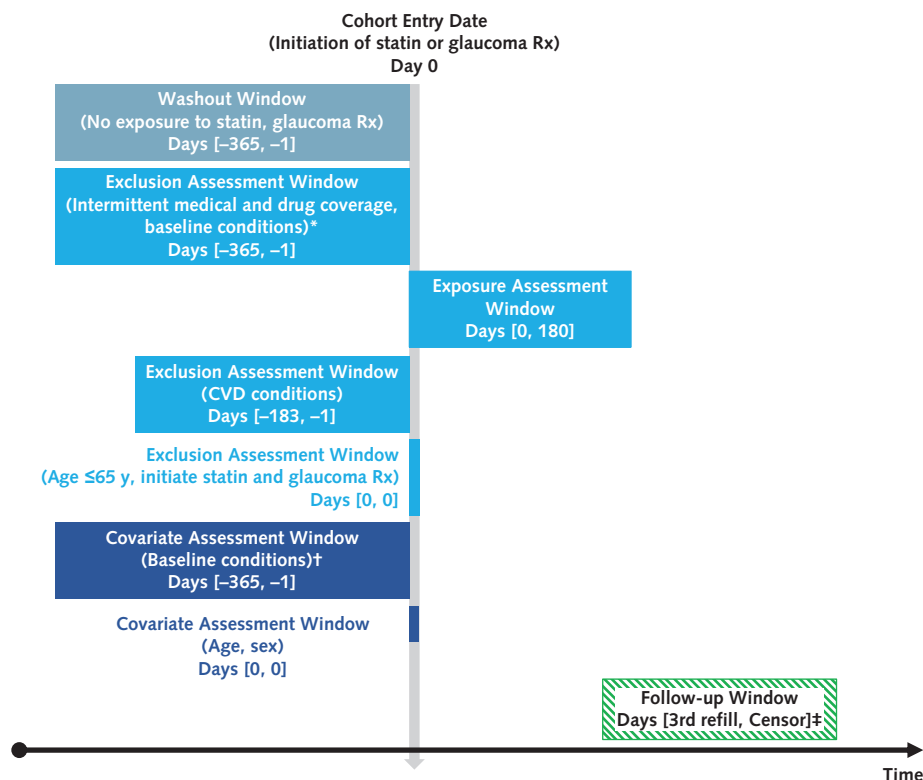 Cohort Entry Date
(Initiation of statin or glaucoma Rx)
Day 0
Washout Window
(No exposure to statin, glaucoma Rx)
Days [–365, –1]
Exclusion Assessment Window
(Intermittent medical and drug coverage,
baseline conditions)*
Days [–365, –1]
Exposure Assessment
Window
Days [0, 180]
Exclusion Assessment Window
(CVD conditions)
Days [–183, –1]
Exclusion Assessment Window
(Age ≤65 y, initiate statin and glaucoma Rx)
Days [0, 0]
Covariate Assessment Window
(Baseline conditions)†
Days [–365, –1]
Covariate Assessment Window
(Age, sex)
Days [0, 0]
Follow-up Window
Days [3rd refill, Censor]‡
Time